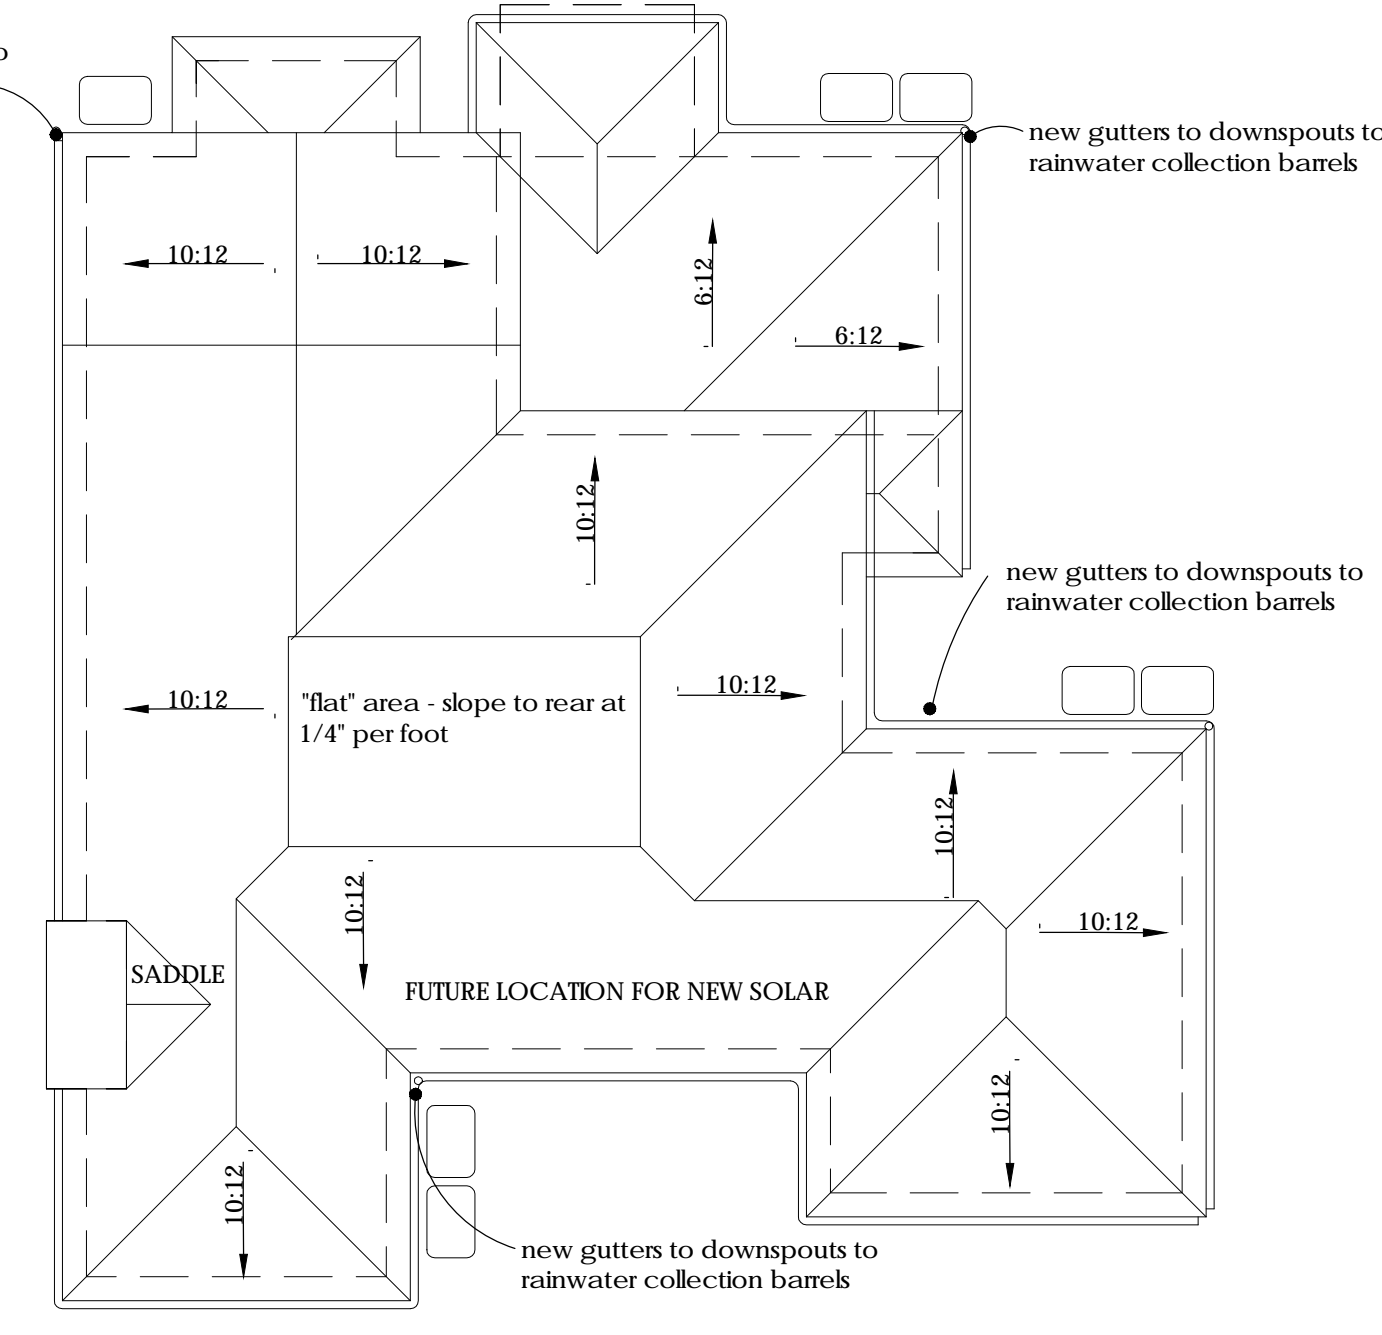 o
new gutters to downspouts to
rainwater collection barrels
10:12
10:12
6:12
6:12
10:12
new gutters to downspouts to
rainwater collection barrels
10:12
"flat" area - slope to rear at
1/4" per foot
10:12
10:12
10:12
10:12
SADDLE
FUTURE LOCATION FOR NEW SOLAR
10:12
10:12
new gutters to downspouts to
rainwater collection barrels